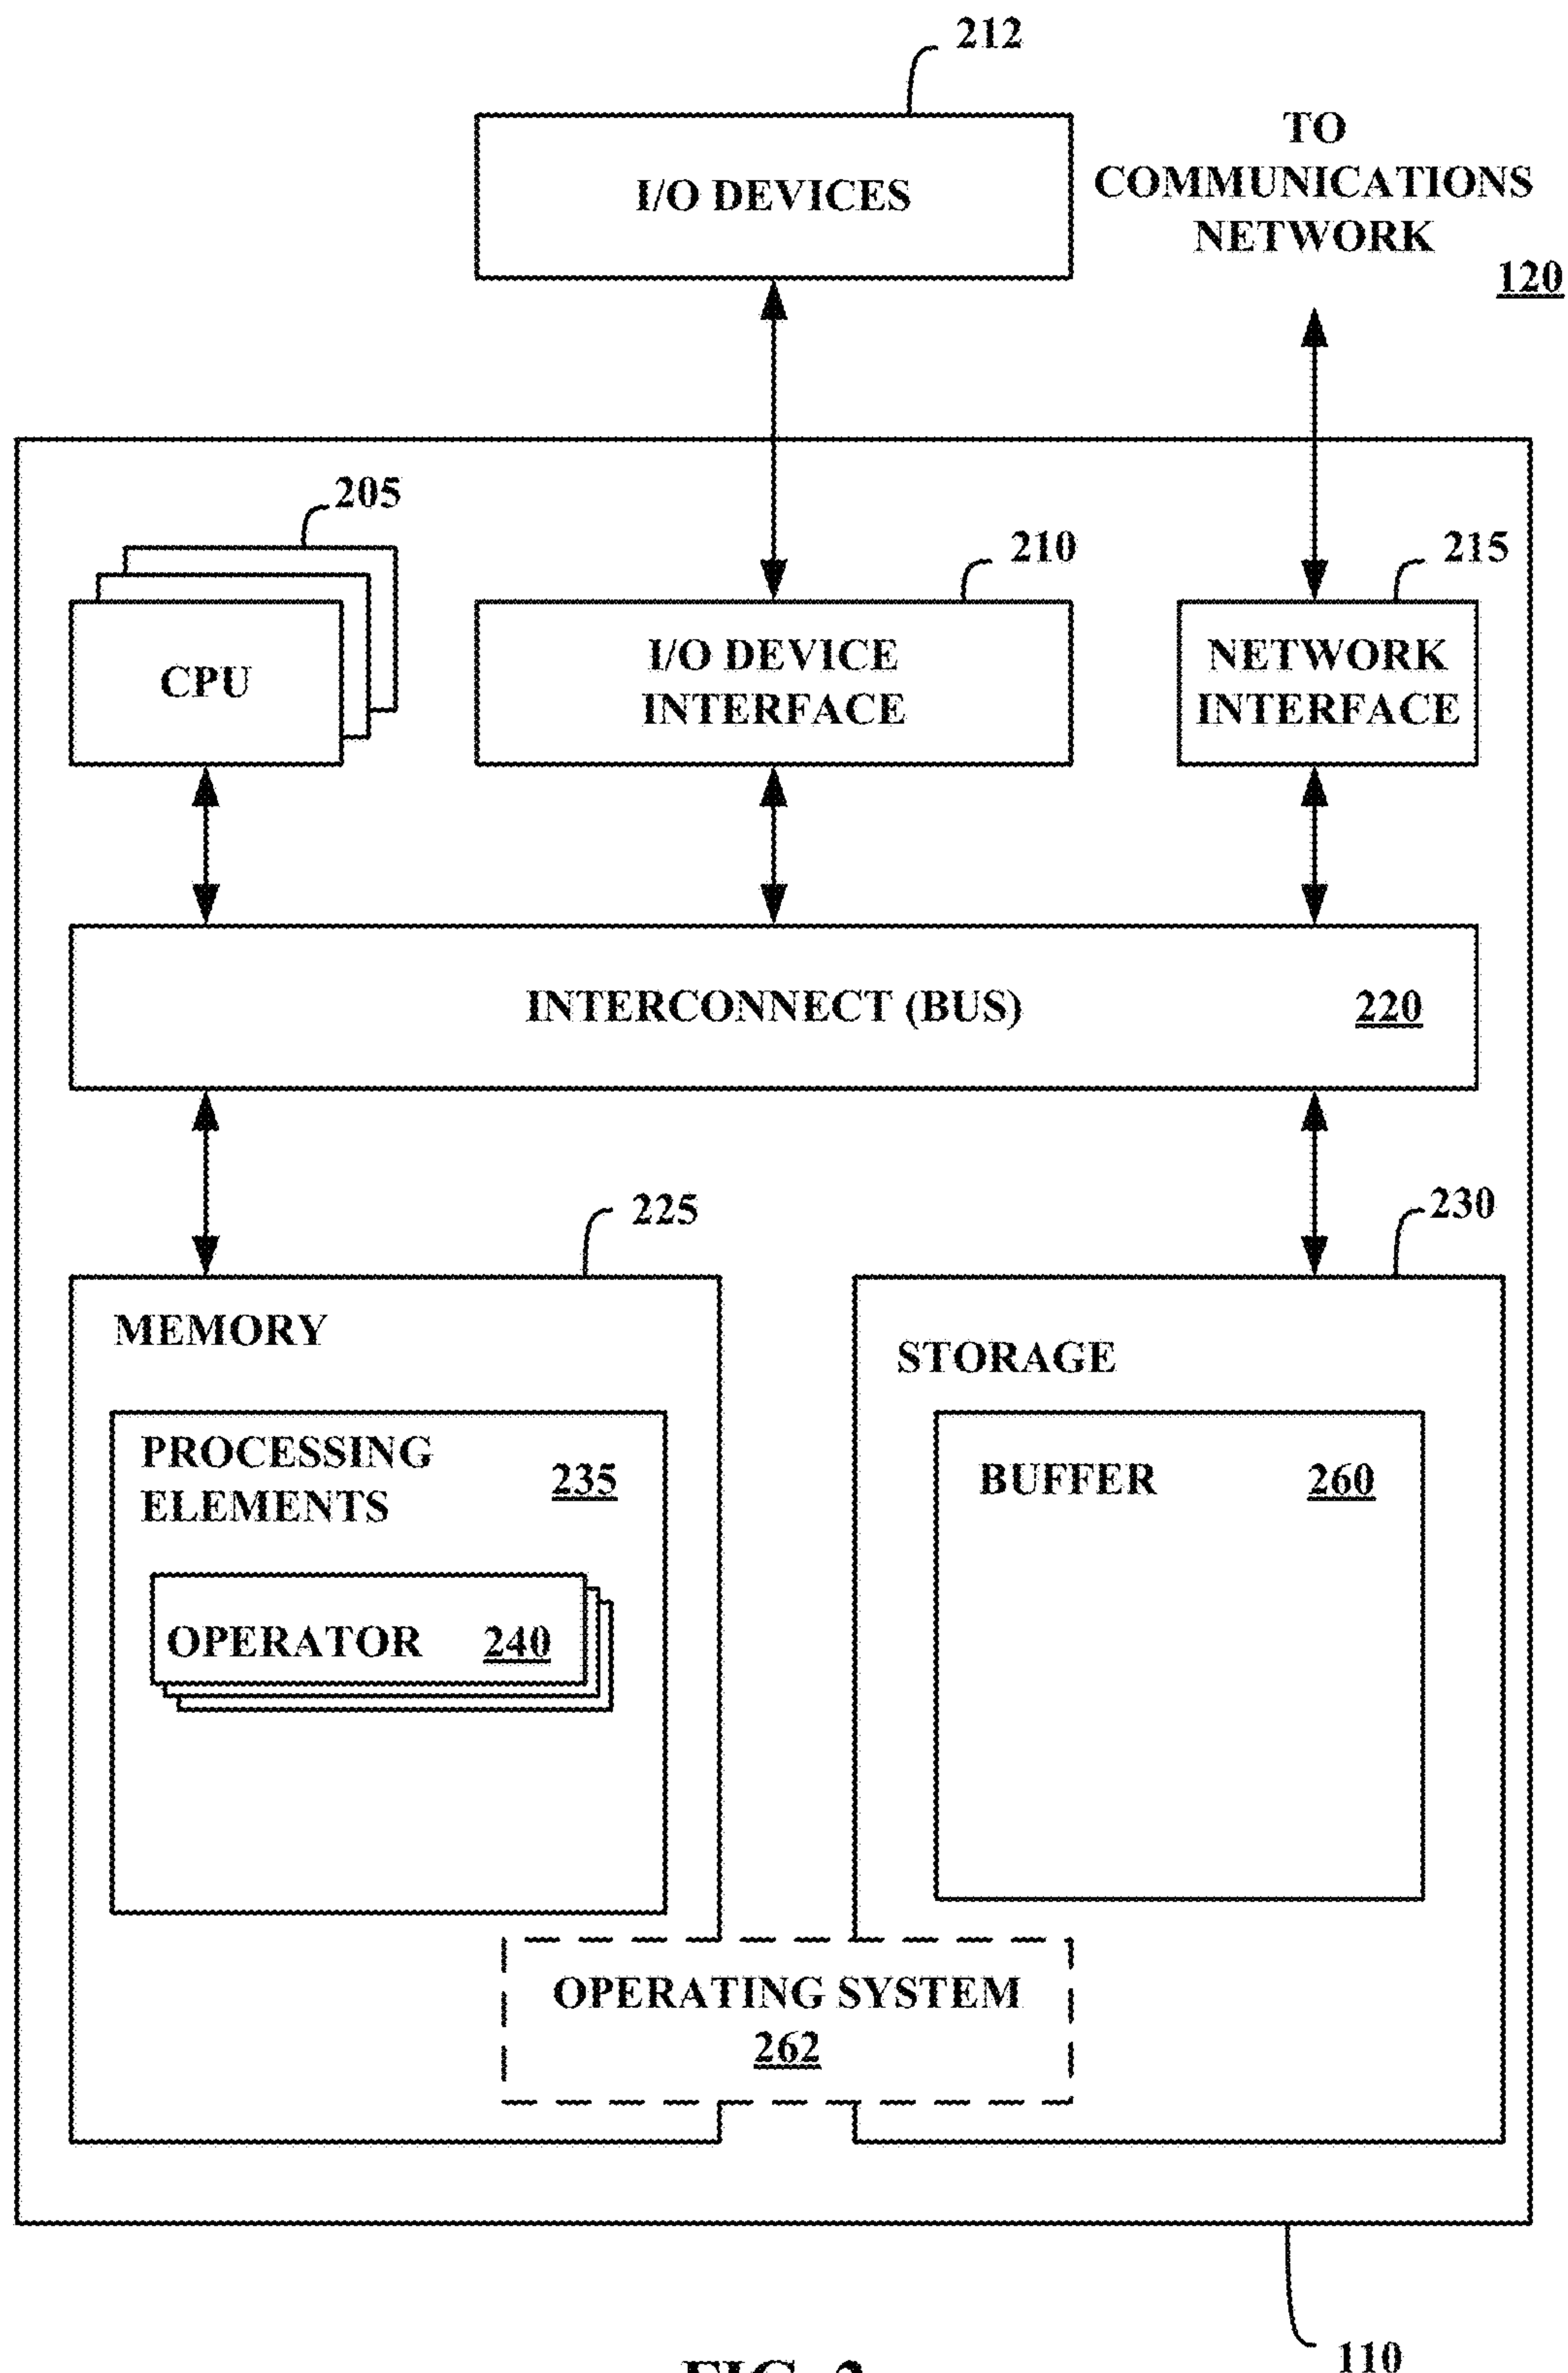 212
I/O DEVICES
TO
COMMUNICATIONS
NETWORK
120
205
210
215
CPU
I/O DEVICE
INTERFACE
NETWORK
INTERFACE
INTERCONNECT (BUS)
220
225
230
MEMORY
STORAGE
PROCESSING
ELEMENTS
235
BUFFER
260
OPERATOR
240
OPERATING SYSTEM
262
110